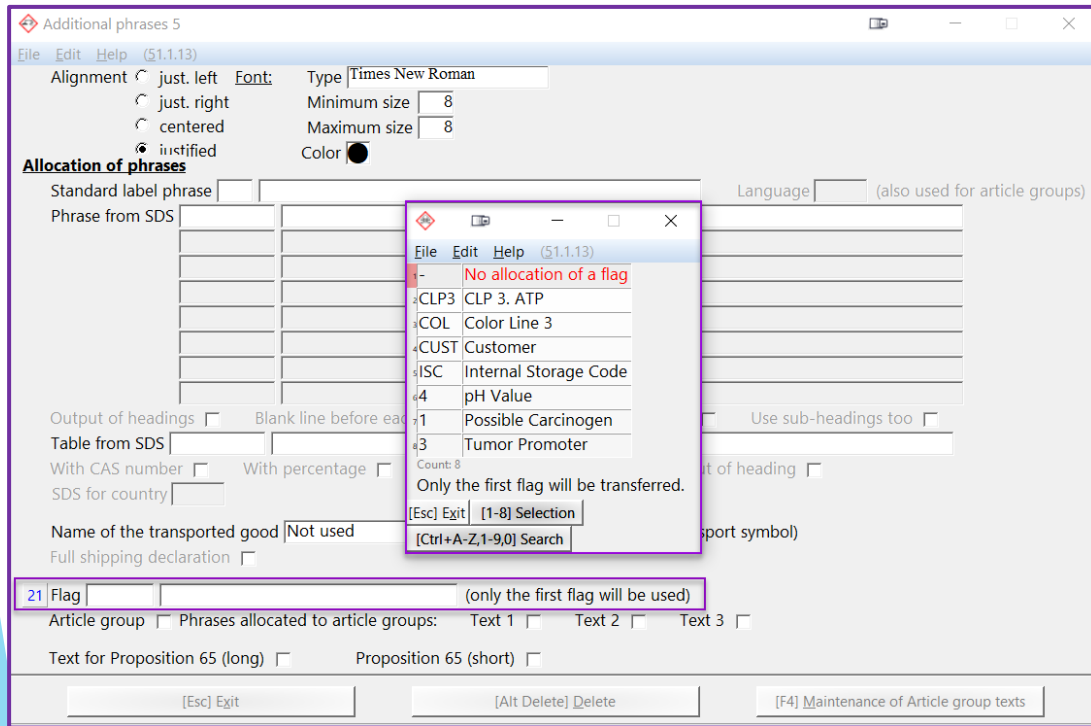 Additional phrases 5
File Edit Help (51.1.13)
Alignment just. left Font: Type Times New Roman
just. right Minimum size 8
centered Maximum size 8
justified Color
Allocation of phrases
Standard label phrase Language (also used for article groups)
Phrase from SDS
File Edit Help (51.1.13)
1 - No allocation of a flag
2 CLP3 CLP 3. ATP
3 COL Color Line 3
4 CUST Customer
5 ISC Internal Storage Code
6 4 pH Value
7 1 Possible Carcinogen
8 3 Tumor Promoter
Count: 8
Only the first flag will be transferred.
[Esc] Exit [1-8] Selection
[Ctrl+A-Z,1-9,0] Search
Output of headings Blank line before Use sub-headings too
Table from SDS
With CAS number With percentage of heading
SDS for country
Name of the transported good Not used symbol)
Full shipping declaration
21 Flag (only the first flag will be used)
Article group Phrases allocated to article groups: Text 1 Text 2 Text 3
Text for Proposition 65 (long) Proposition 65 (short)
[Esc] Exit [Alt Delete] Delete [F4] Maintenance of Article group texts